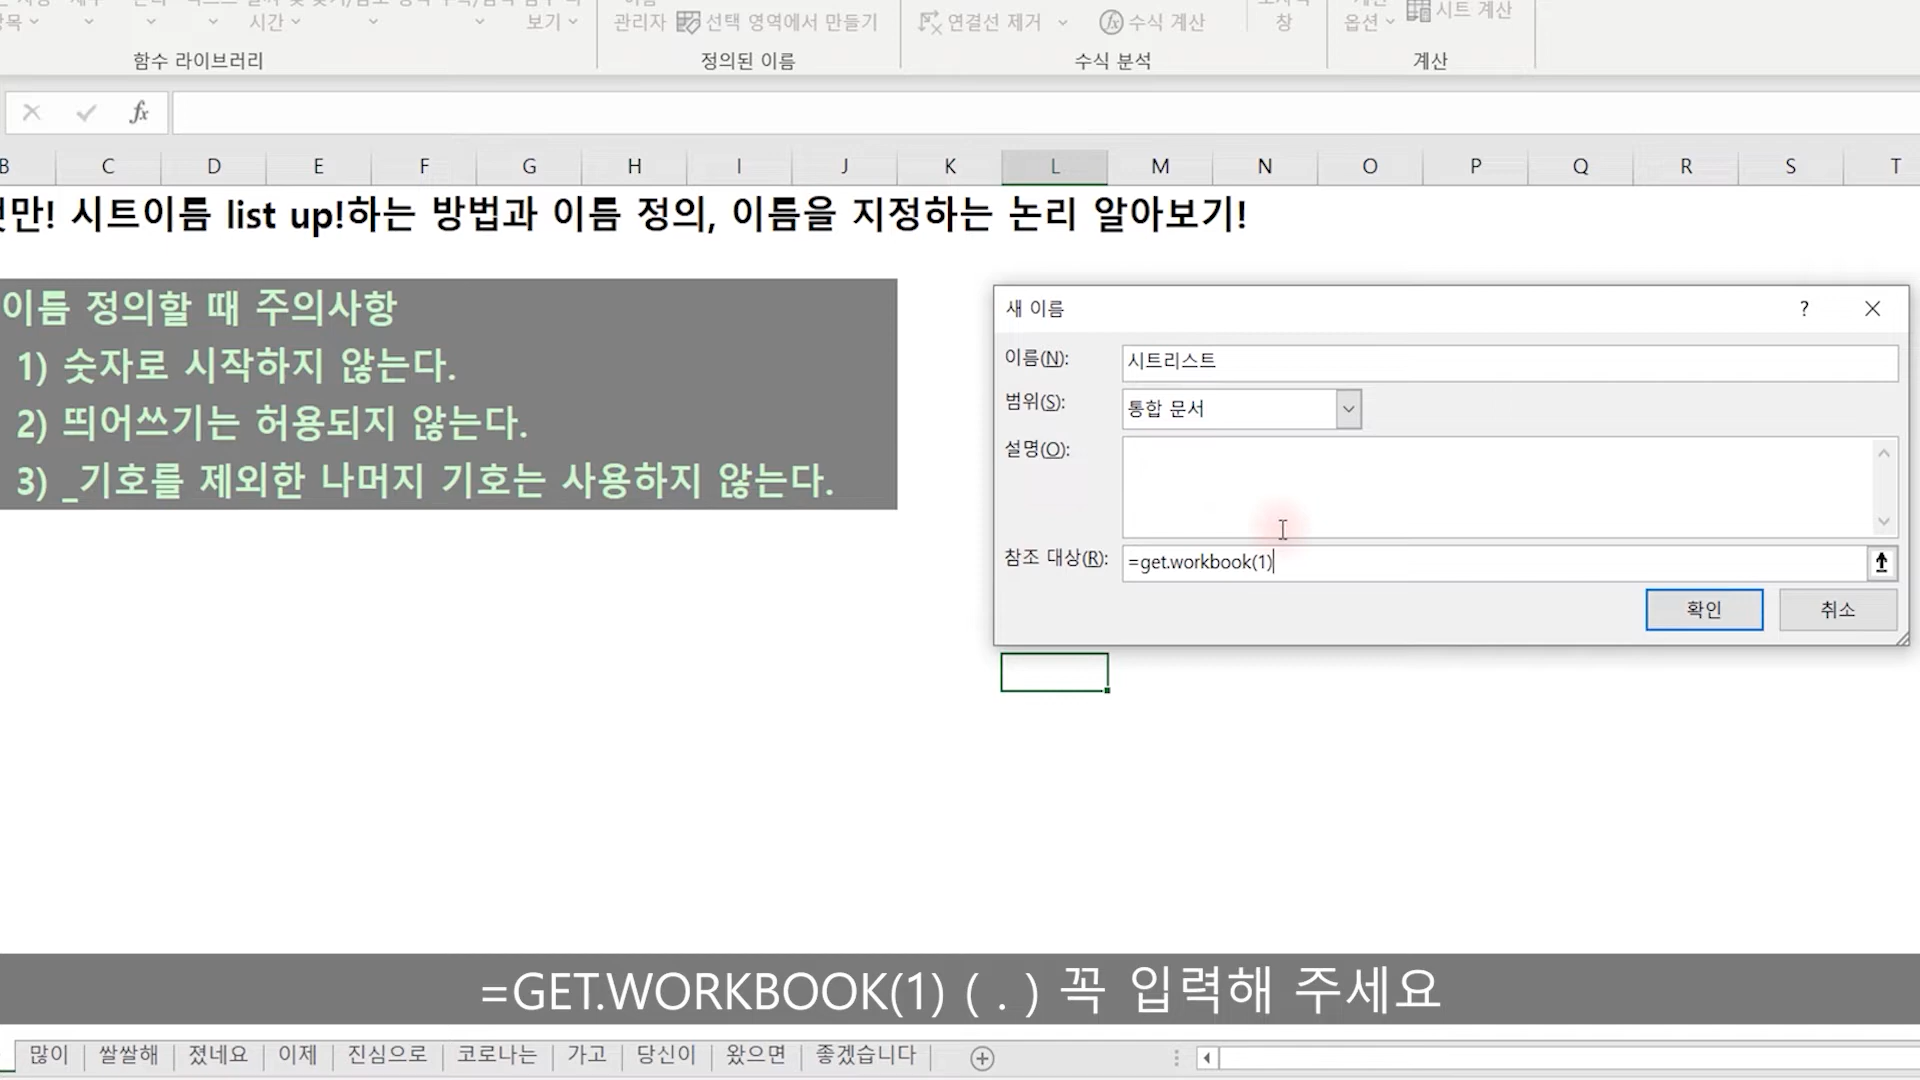 시간
보기
관리자
선택 영역에서 만들기
연결선 제거
수식 계산
창
옵션
시트 계산
함수 라이브러리
정의된 이름
수식 분석
계산
fx
B C D E F G H I J K L M N O P Q R S T
만! 시트이름 list up!하는 방법과 이름 정의, 이름을 지정하는 논리 알아보기!
이름 정의할 때 주의사항
1) 숫자로 시작하지 않는다.
2) 띄어쓰기는 허용되지 않는다.
3) _기호를 제외한 나머지 기호는 사용하지 않는다.
새 이름
?
이름(N):
시트리스트
범위(S):
통합 문서
설명(O):
참조 대상(R):
=get.workbook(1)
확인
취소
=GET.WORKBOOK(1) ( . ) 꼭 입력해 주세요
많이 쌀쌀해 졌네요 이제 진심으로 코로나는 가고 당신이 왔으면 좋겠습니다